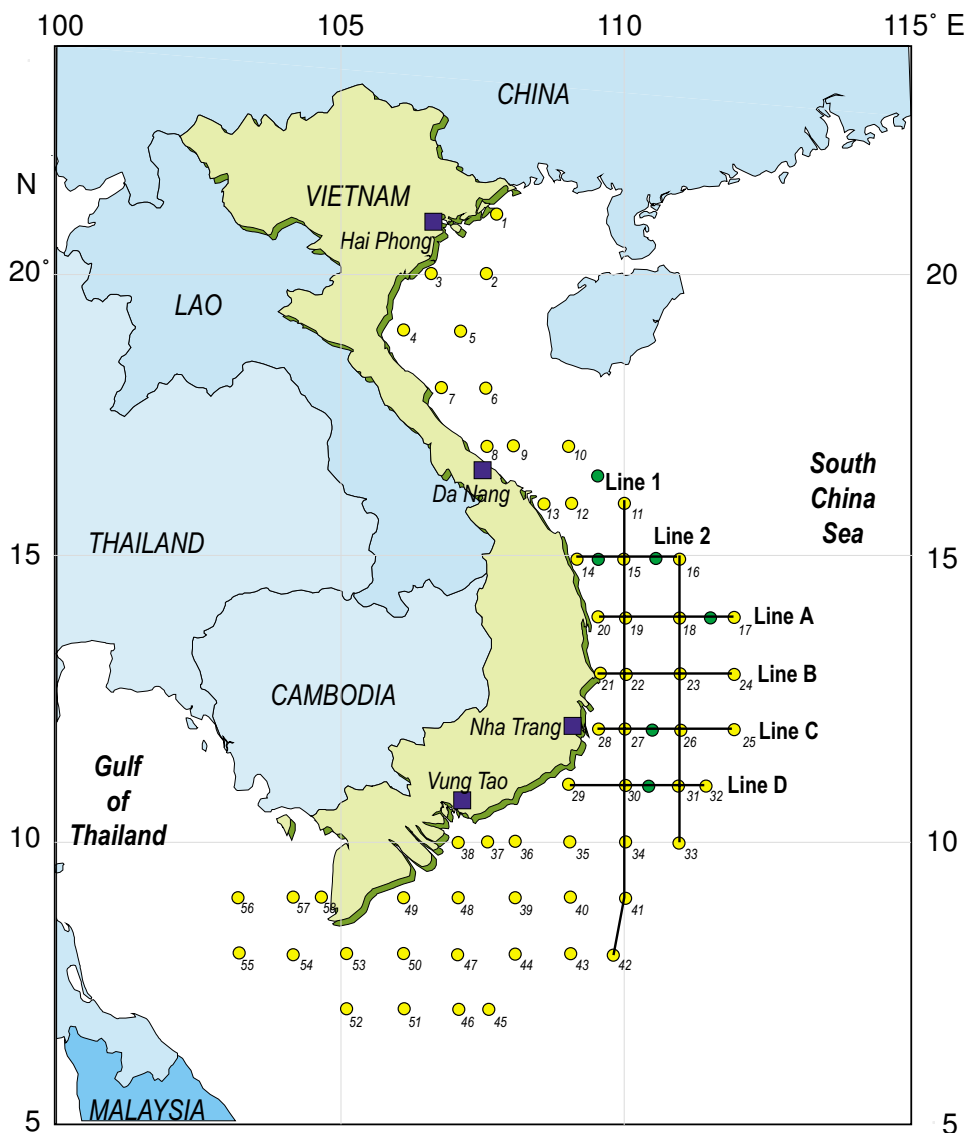 100 105 110 115˚ E
CHINA
N
VIETNAM
1
Hai Phong
20˚ 3 2 20
LAO
4 5
7 6
8 9 10
South
China
Sea
Line 1
Da Nang
13 12 11
Line 2
THAILAND
15 14 15 16 15
20 19 18 17 Line A
21 22 23 24 Line B
CAMBODIA
Nha Trang 28 27 26 25 Line C
Gulf
of
Thailand
Vung Tao
29 30 31 32 Line D
10 38 37 36 35 34 33 10
56 57 58 49 48 39 40 41
55 54 53 50 47 44 43 42
52 51 46 45
MALAYSIA
5 5